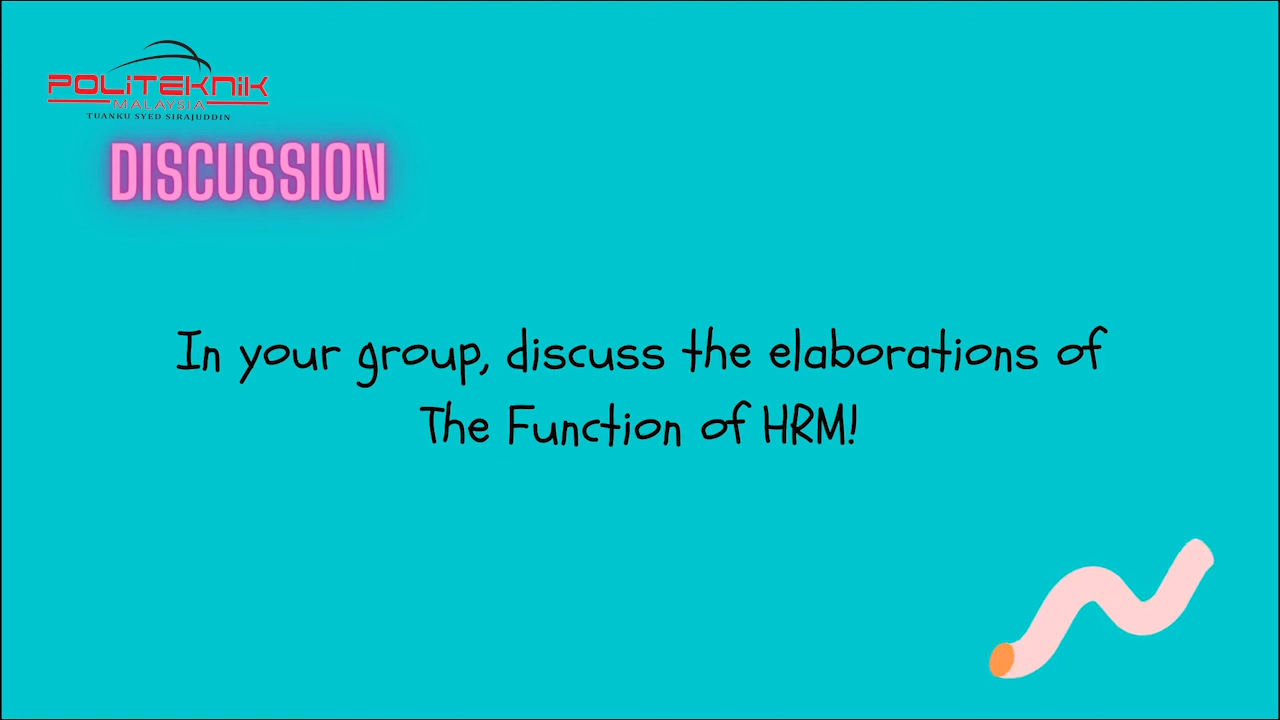 POLiTEKNiK
MALAYSIA
TUANKU SYED SIRAJUDDIN
DISCUSSION
In your group, discuss the elaborations of
The Function of HRM!